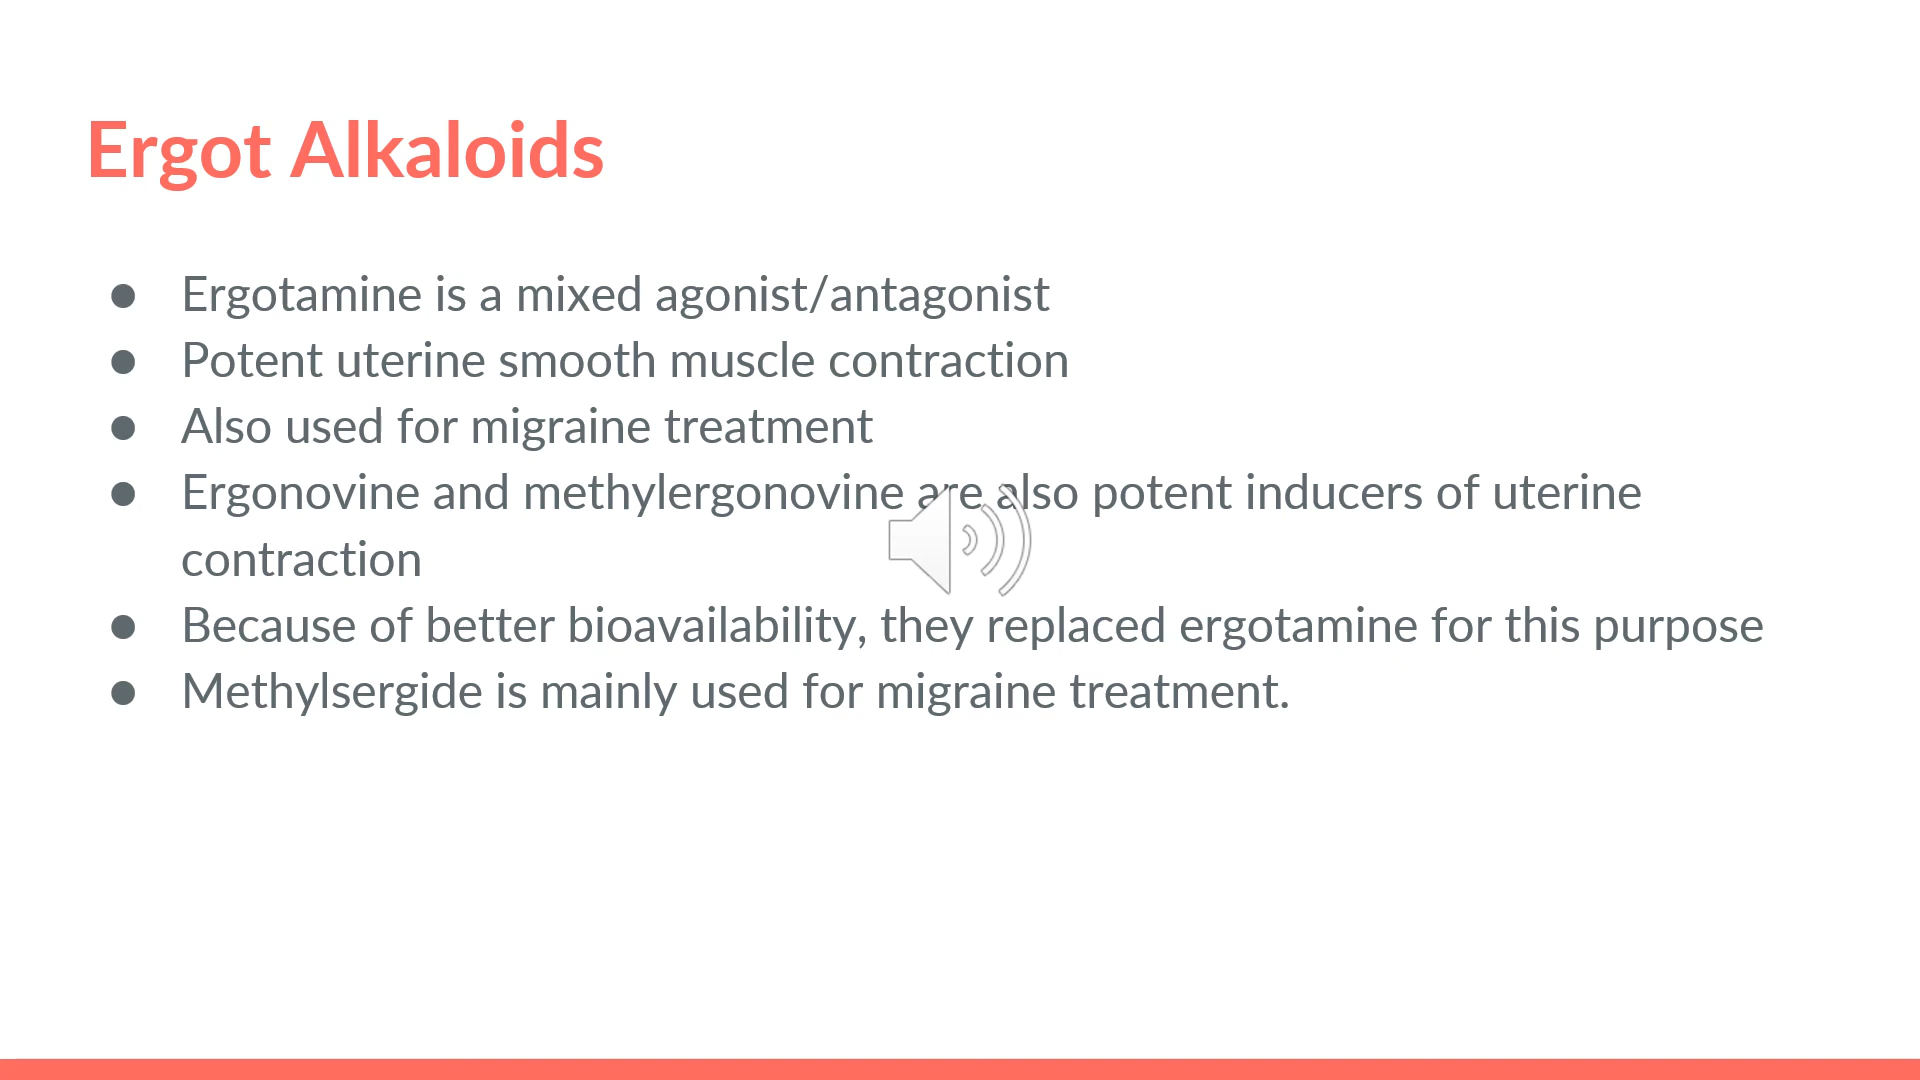 Ergot Alkaloids
● Ergotamine is a mixed agonist/antagonist
● Potent uterine smooth muscle contraction
● Also used for migraine treatment
● Ergonovine and methylergonovine are also potent inducers of uterine
contraction
● Because of better bioavailability, they replaced ergotamine for this purpose
● Methylsergide is mainly used for migraine treatment.